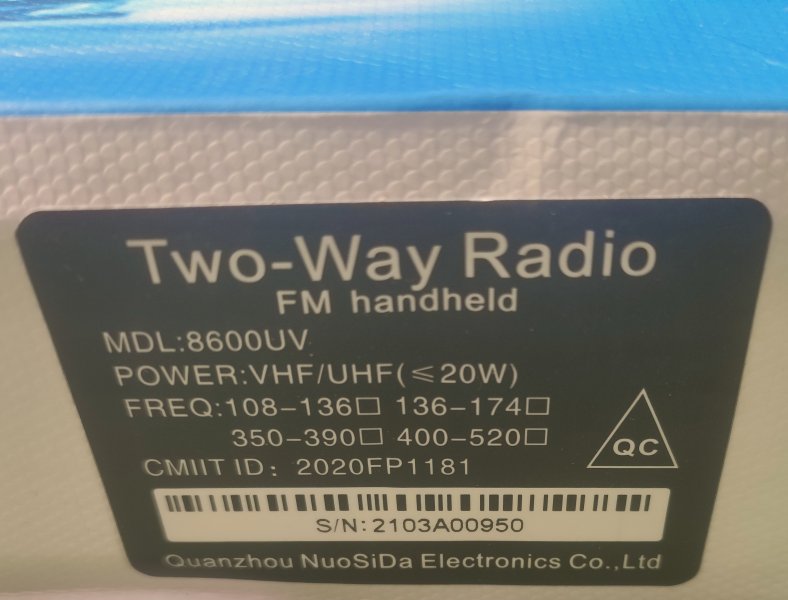 Two-Way Radio
FM handheld
MDL:8600UV
POWER:VHF/UHF(≤20W)
FREQ:108-136□ 136-174□
350-390□ 400-520□
QC
CMIIT ID: 2020FP1181
S/N:2103A00950
Quanzhou NuoSiDa Electronics Co.,Ltd